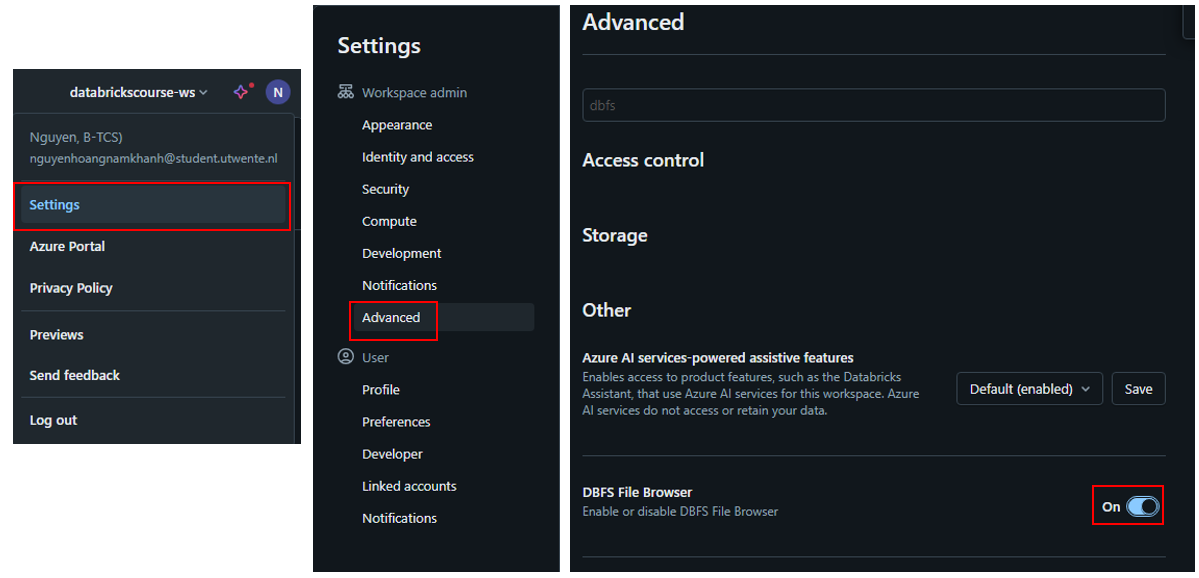 databrickscourse-ws
N
Nguyen, B-TCS)
nguyenhoangnamkhanh@student.utwente.nl
Settings
Azure Portal
Privacy Policy
Previews
Send feedback
Log out
Settings
Workspace admin
Appearance
Identity and access
Security
Compute
Development
Notifications
Advanced
User
Profile
Preferences
Developer
Linked accounts
Notifications
Advanced
dbfs
Access control
Storage
Other
Azure AI services-powered assistive features
Enables access to product features, such as the Databricks
Assistant, that use Azure AI services for this workspace. Azure
AI services do not access or retain your data.
Default (enabled)
Save
DBFS File Browser
Enable or disable DBFS File Browser
On